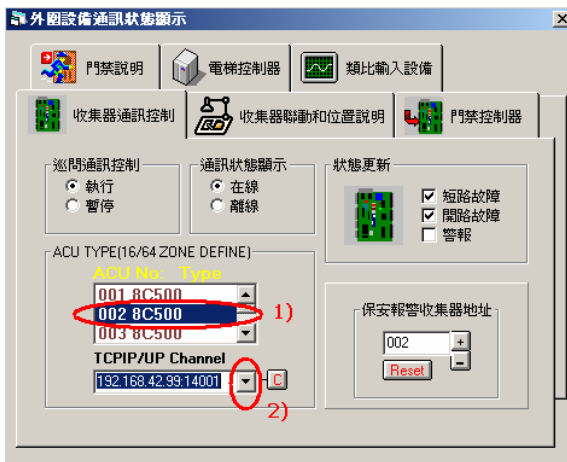 外圍設備通訊狀態顯示
門禁説明
電梯控制器
類比輸入設備
收集器通訊控制
收集器聯動和位置説明
門禁控制器
巡問通訊控制
執行
暫停
通訊狀態顯示
在線
離線
狀態更新
短路故障
開路故障
警報
ACU TYPE(16/64 ZONE DEFINE)
ACU No: Type
001 8C500
002 8C500
003 8C500
1)
TCPIP/UP Channel
192.168.42.99:14001
C
2)
保安報警收集器地址
002
+
-
Reset